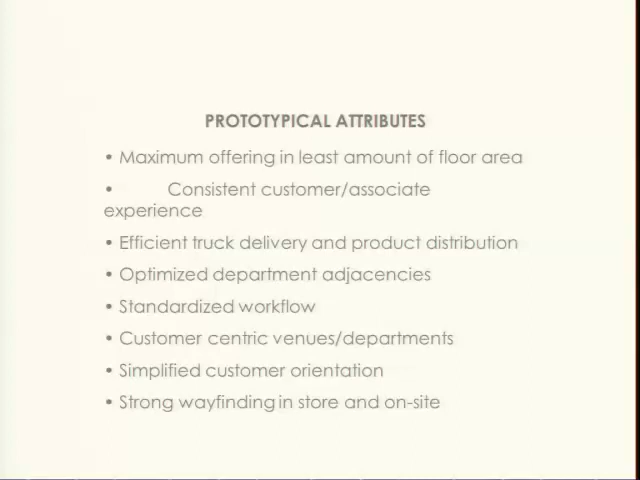 PROTOTYPICAL ATTRIBUTES
• Maximum offering in least amount of floor area
• Consistent customer/associate
experience
• Efficient truck delivery and product distribution
• Optimized department adjacencies
• Standardized workflow
• Customer centric venues/departments
• Simplified customer orientation
• Strong wayfinding in store and on-site